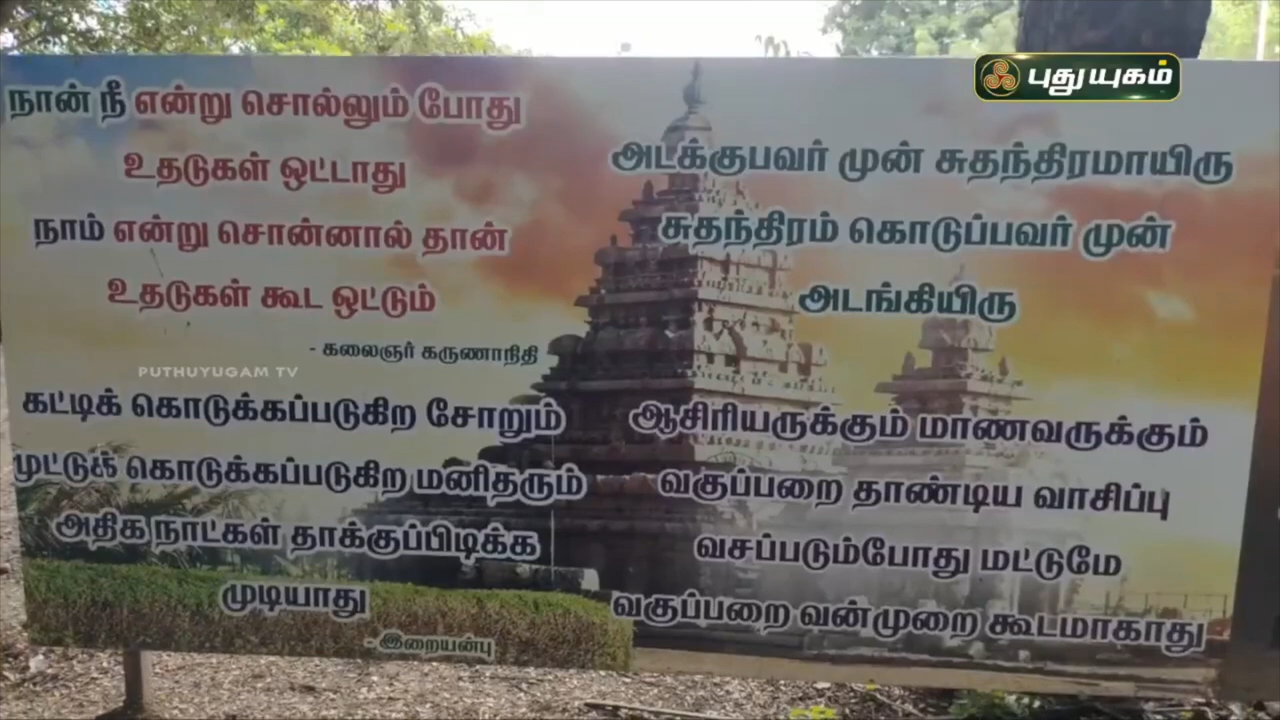 புதுயுகம்
நான் நீ என்று சொல்லும் போது
உதடுகள் ஒட்டாது
நாம் என்று சொன்னால் தான்
உதடுகள் கூட ஒட்டும்
- கலைஞர் கருணாநிதி
PUTHUYUGAM TV
கட்டிக் கொடுக்கப்படுகிற சோறும்
முட்டுக் கொடுக்கப்படுகிற மனிதரும்
அதிக நாட்கள் தாக்குப்பிடிக்க
முடியாது
- இறையன்பு
அடக்குபவர் முன் சுதந்திரமாயிரு
சுதந்திரம் கொடுப்பவர் முன்
அடங்கியிரு
ஆசிரியருக்கும் மாணவருக்கும்
வகுப்பறை தாண்டிய வாசிப்பு
வசப்படும்போது மட்டுமே
வகுப்பறை வன்முறை கூடமாகாது